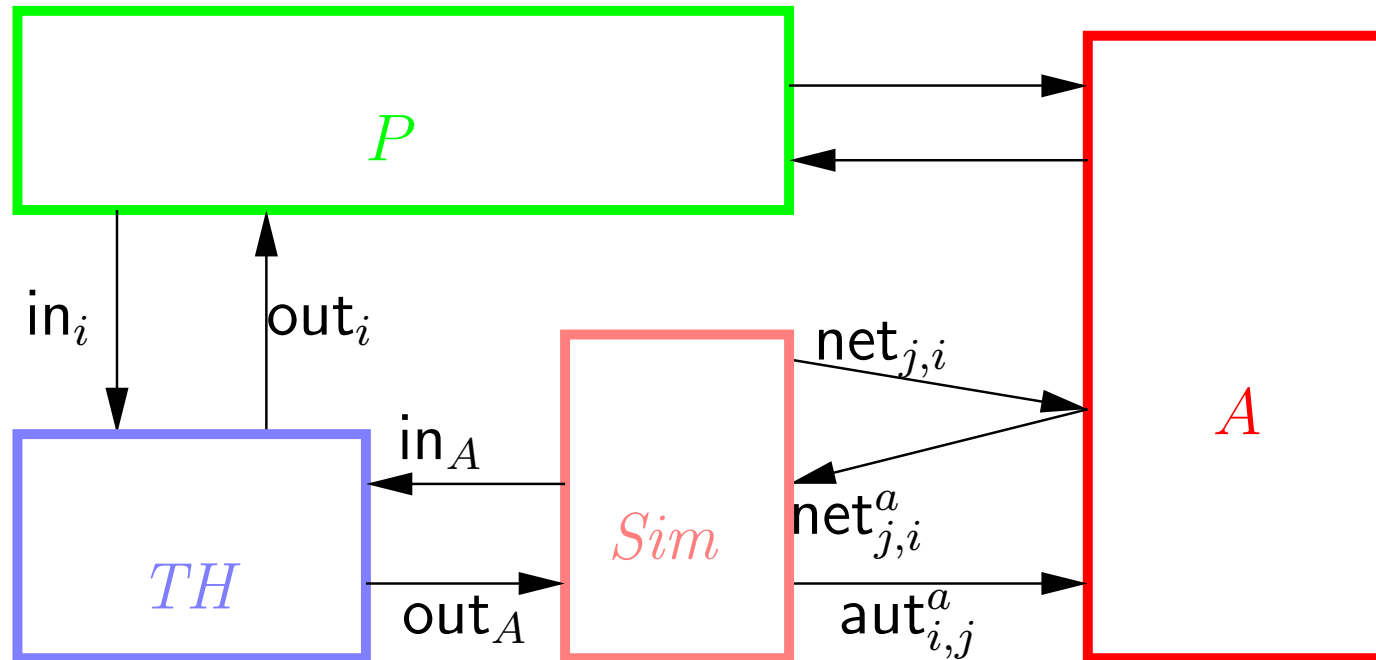 P
in_i
out_i
net_{j,i}
A
in_A
net^a_{j,i}
Sim
TH
out_A
aut^a_{i,j}